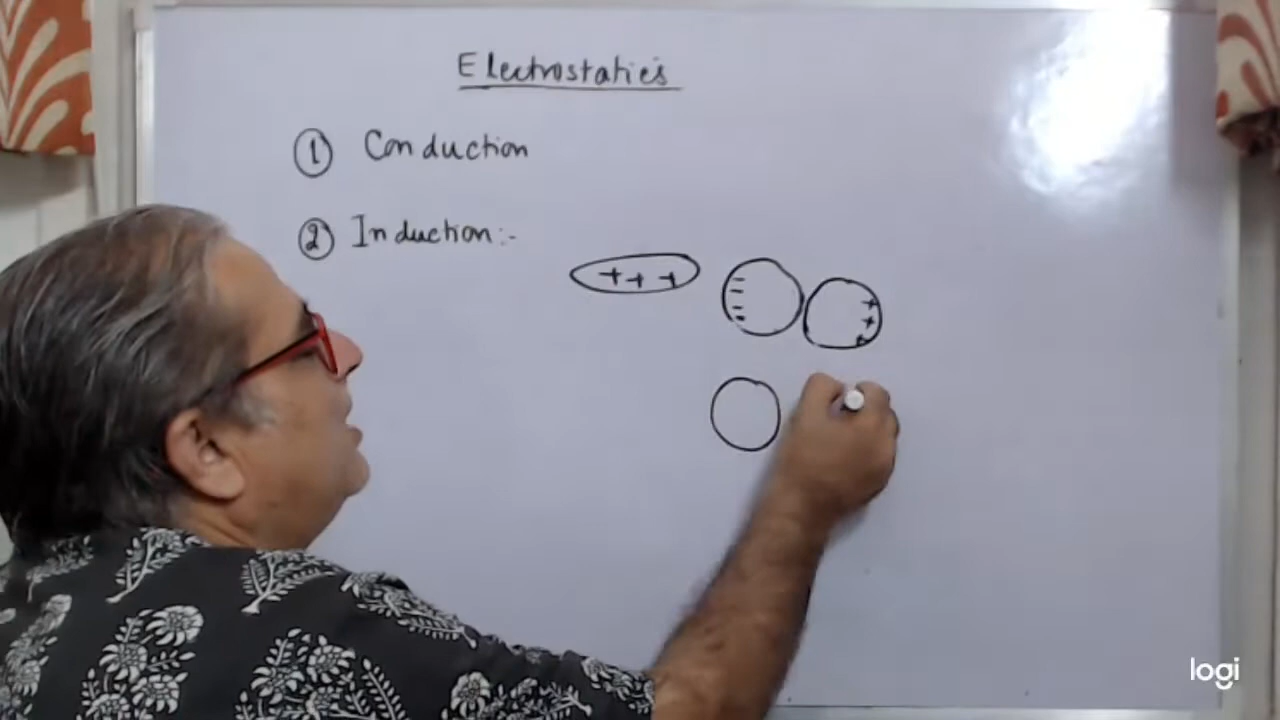 Electrostatics
① Conduction
② Induction:-
+ + +
- - - -
+ + +
logi